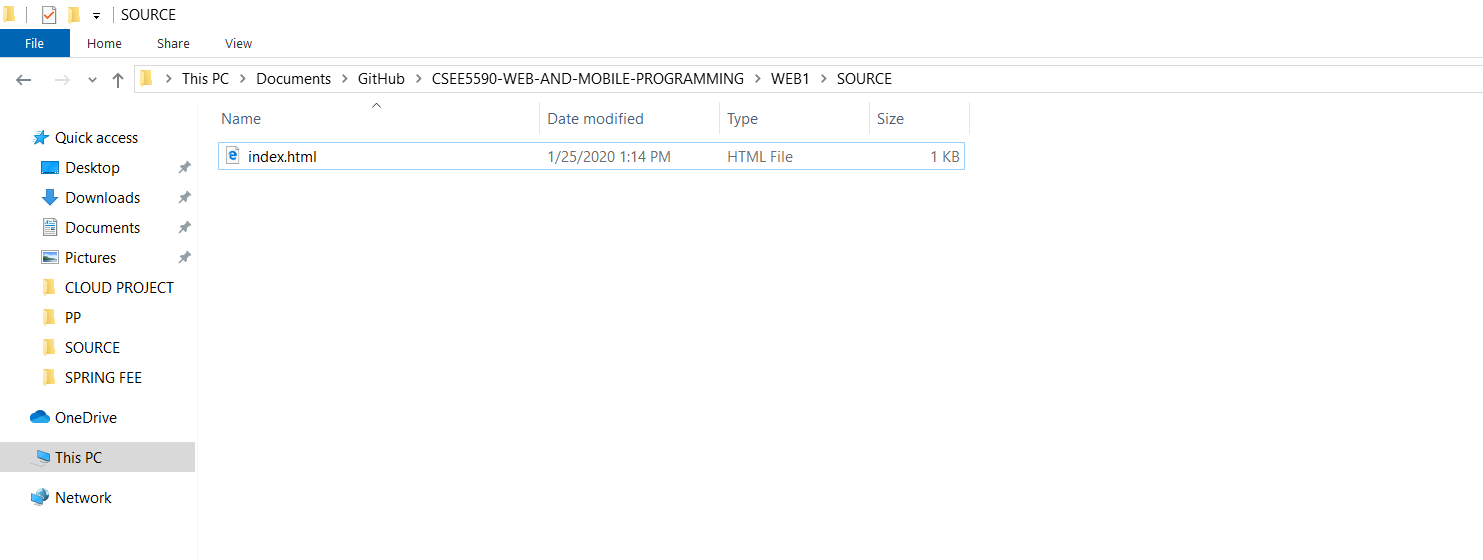 SOURCE
File Home Share View
This PC Documents GitHub CSEE5590-WEB-AND-MOBILE-PROGRAMMING WEB1 SOURCE
Name Date modified Type Size
Quick access
index.html 1/25/2020 1:14 PM HTML File 1 KB
Desktop
Downloads
Documents
Pictures
CLOUD PROJECT
PP
SOURCE
SPRING FEE
OneDrive
This PC
Network